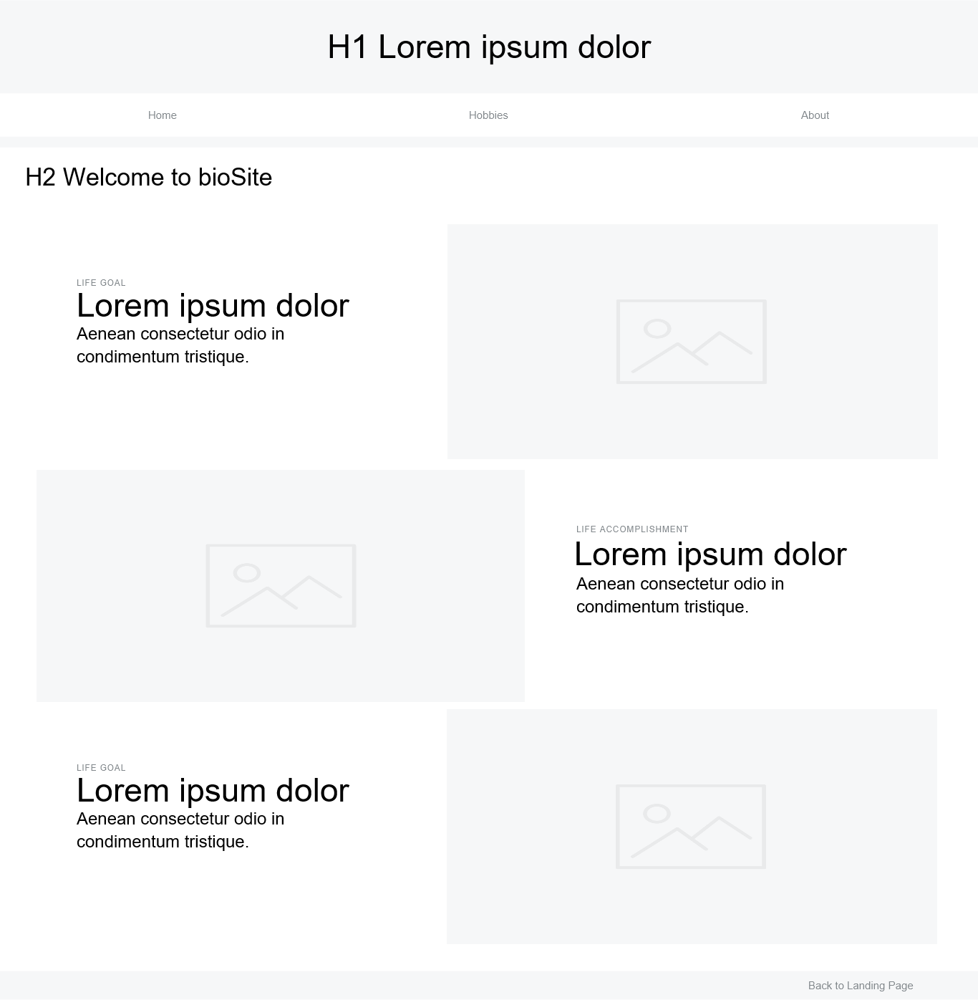 H1 Lorem ipsum dolor
Home
Hobbies
About
H2 Welcome to bioSite
LIFE GOAL
Lorem ipsum dolor
Aenean consectetur odio in
condimentum tristique.
LIFE ACCOMPLISHMENT
Lorem ipsum dolor
Aenean consectetur odio in
condimentum tristique.
LIFE GOAL
Lorem ipsum dolor
Aenean consectetur odio in
condimentum tristique.
Back to Landing Page